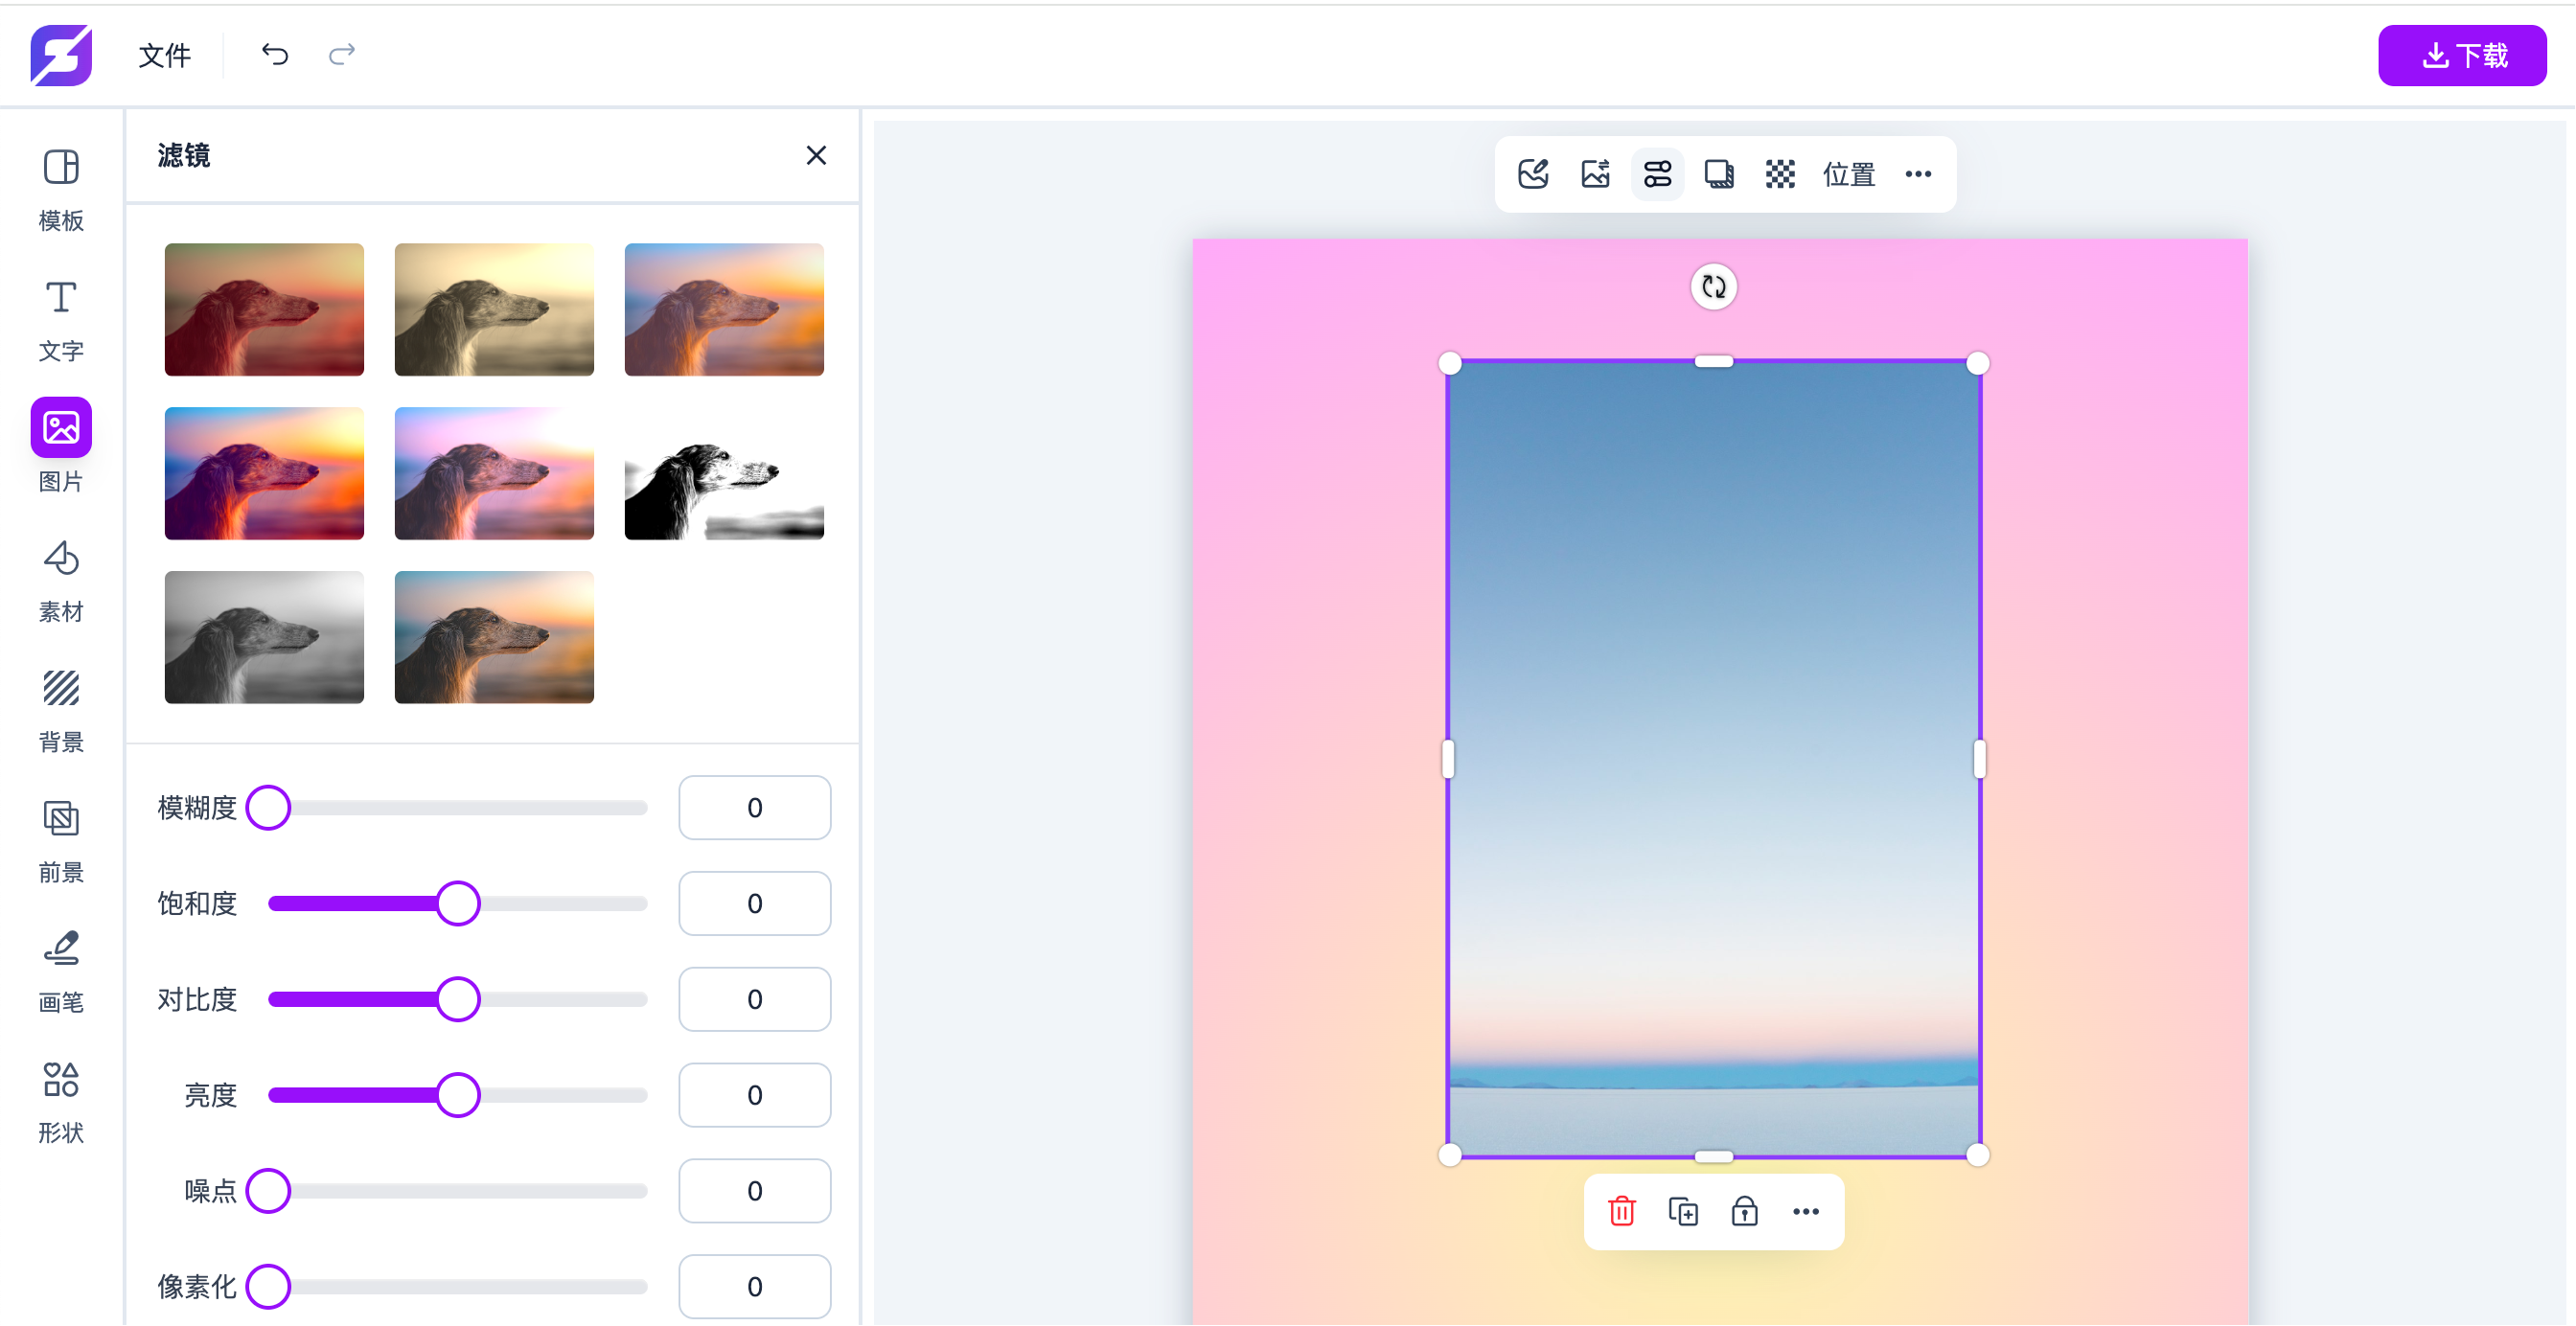 文件
下载
模板
文字
图片
素材
背景
前景
画笔
形状
滤镜
模糊度 0
饱和度 0
对比度 0
亮度 0
噪点 0
像素化 0
位置